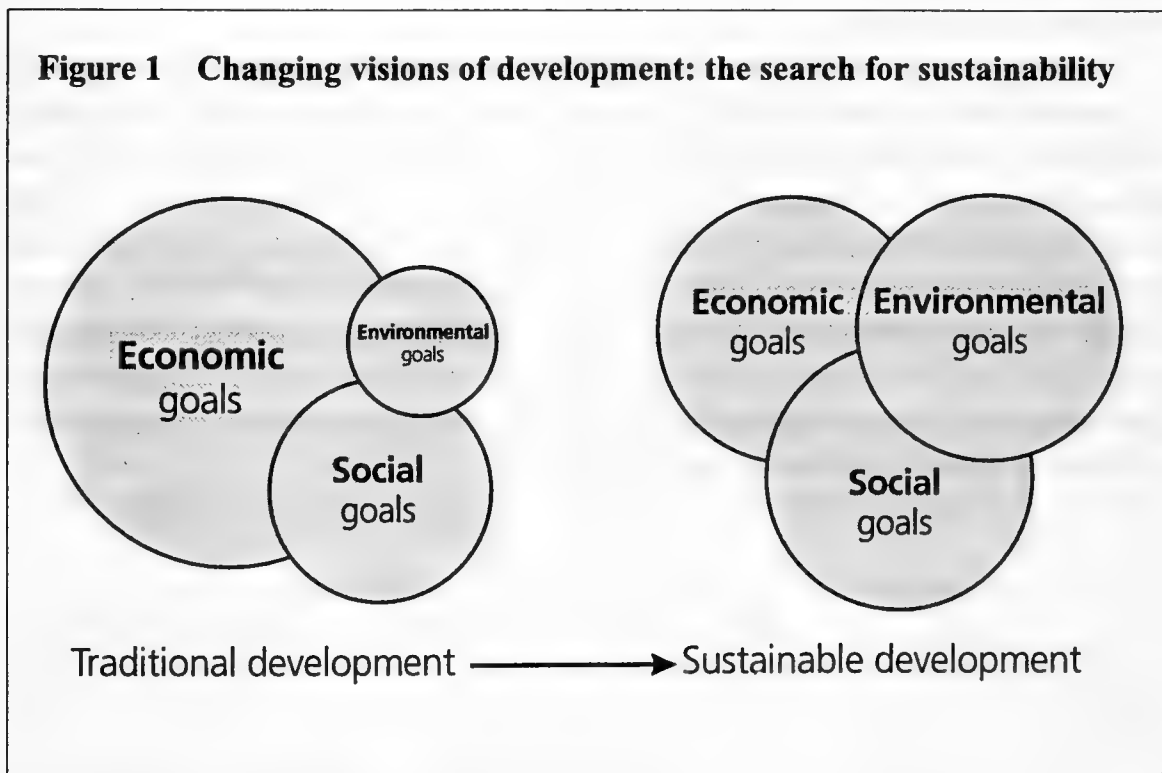 Figure 1 Changing visions of development: the search for sustainability
Economic
goals
Environmental
goals
Social
goals
Economic
goals
Environmental
goals
Social
goals
Traditional development
Sustainable development